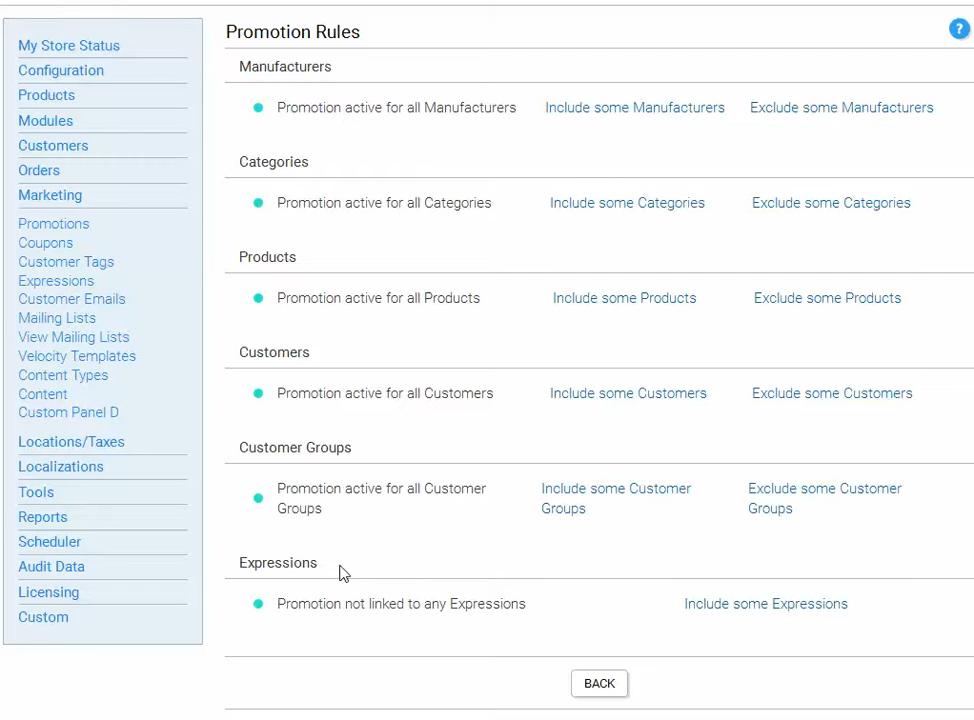 My Store Status
Configuration
Products
Modules
Customers
Orders
Marketing
Promotions
Coupons
Customer Tags
Expressions
Customer Emails
Mailing Lists
View Mailing Lists
Velocity Templates
Content Types
Content
Custom Panel D
Locations/Taxes
Localizations
Tools
Reports
Scheduler
Audit Data
Licensing
Custom
Promotion Rules
?
Manufacturers
Promotion active for all Manufacturers Include some Manufacturers Exclude some Manufacturers
Categories
Promotion active for all Categories Include some Categories Exclude some Categories
Products
Promotion active for all Products Include some Products Exclude some Products
Customers
Promotion active for all Customers Include some Customers Exclude some Customers
Customer Groups
Promotion active for all Customer Include some Customer Exclude some Customer
Groups Groups Groups
Expressions
Promotion not linked to any Expressions Include some Expressions
BACK